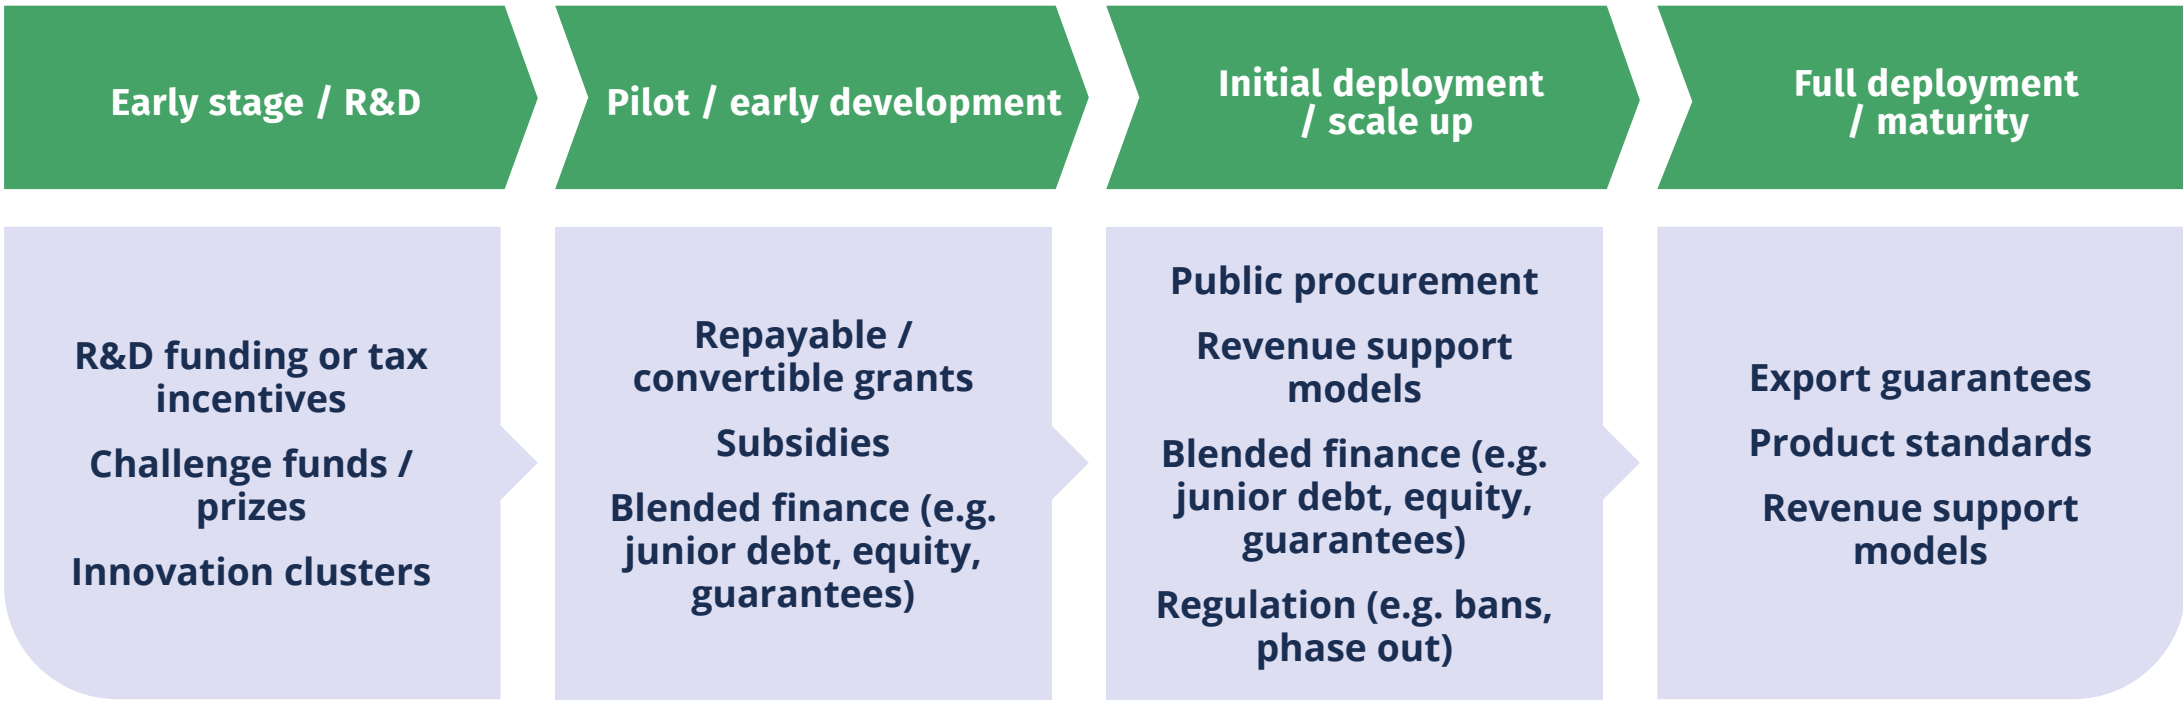 Early stage / R&D
Pilot / early development
Initial deployment
/ scale up
Full deployment
/ maturity
R&D funding or tax
incentives
Challenge funds /
prizes
Innovation clusters
Repayable /
convertible grants
Subsidies
Blended finance (e.g.
junior debt, equity,
guarantees)
Public procurement
Revenue support
models
Blended finance (e.g.
junior debt, equity,
guarantees)
Regulation (e.g. bans,
phase out)
Export guarantees
Product standards
Revenue support
models